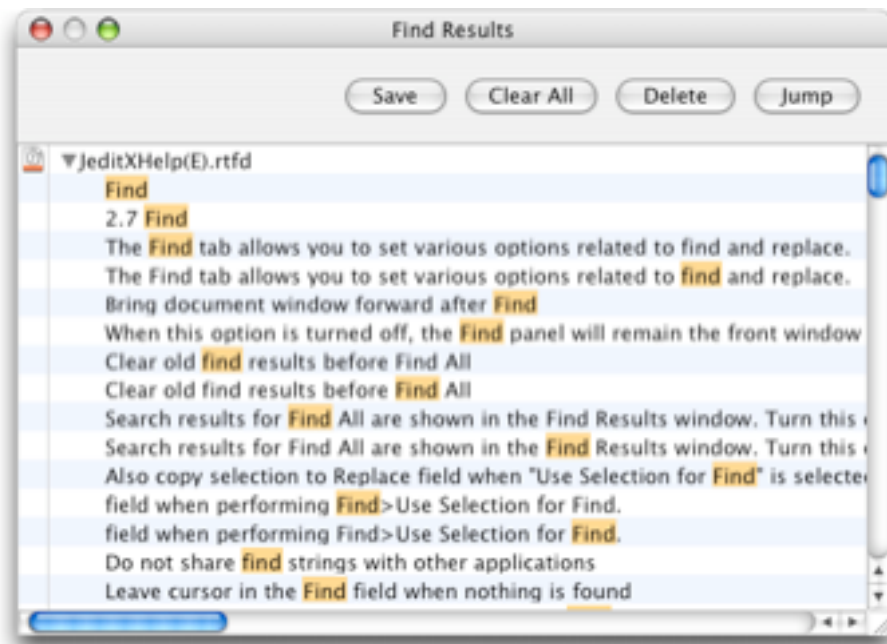 Find Results
Save Clear All Delete Jump
JeditXHelp(E).rtfd
Find
2.7 Find
The Find tab allows you to set various options related to find and replace.
The Find tab allows you to set various options related to find and replace.
Bring document window forward after Find
When this option is turned off, the Find panel will remain the front window
Clear old find results before Find All
Clear old find results before Find All
Search results for Find All are shown in the Find Results window. Turn this
Search results for Find All are shown in the Find Results window. Turn this
Also copy selection to Replace field when "Use Selection for Find" is selecte
field when performing Find>Use Selection for Find.
field when performing Find>Use Selection for Find.
Do not share find strings with other applications
Leave cursor in the Find field when nothing is found